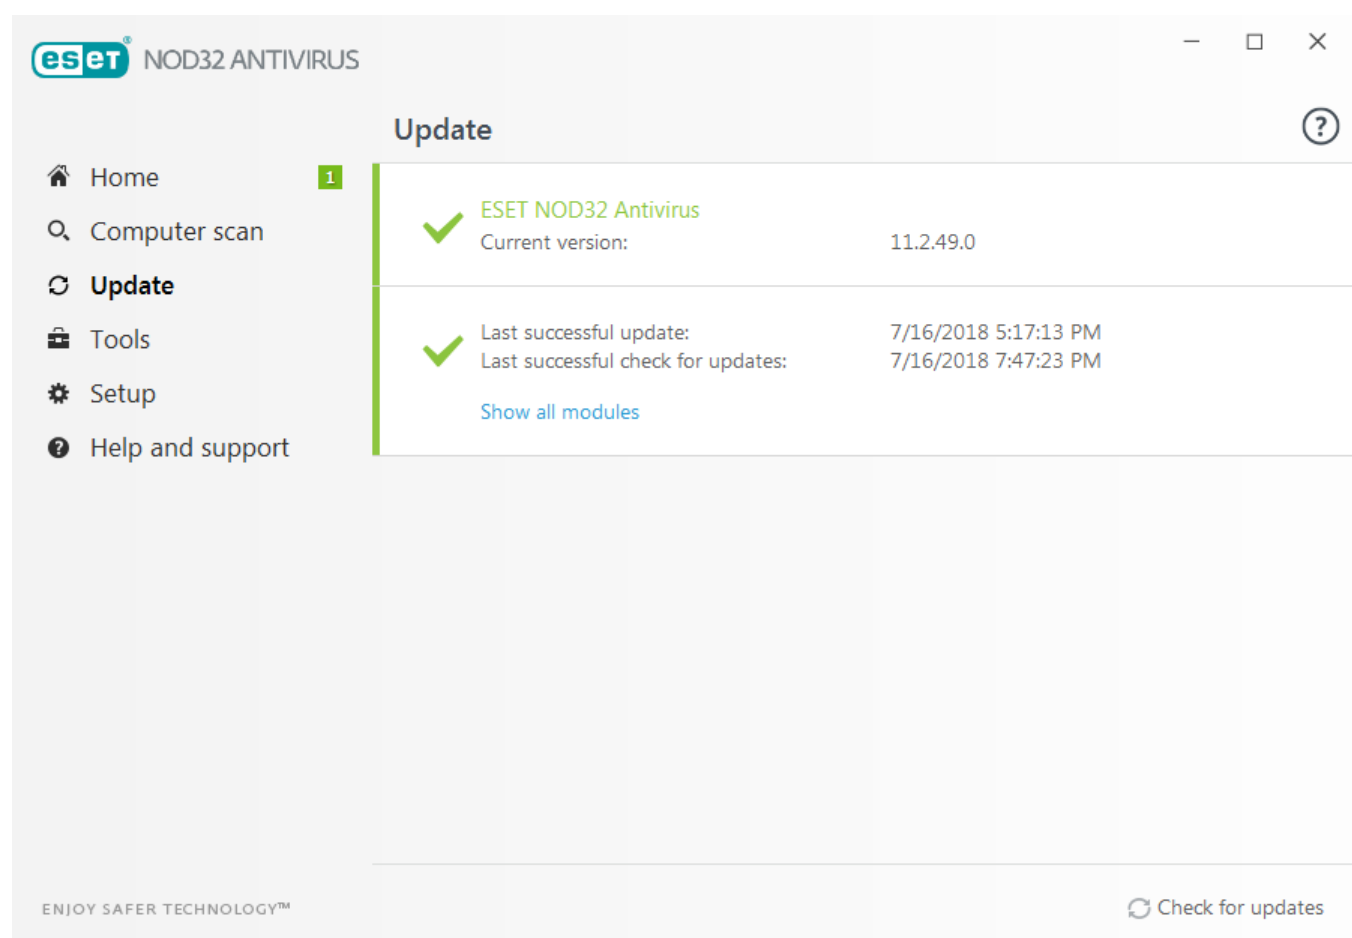 eset® NOD32 ANTIVIRUS
Update
?
Home 1
Computer scan
Update
Tools
Setup
Help and support
ESET NOD32 Antivirus
Current version: 11.2.49.0
Last successful update: 7/16/2018 5:17:13 PM
Last successful check for updates: 7/16/2018 7:47:23 PM
Show all modules
ENJOY SAFER TECHNOLOGY™
Check for updates